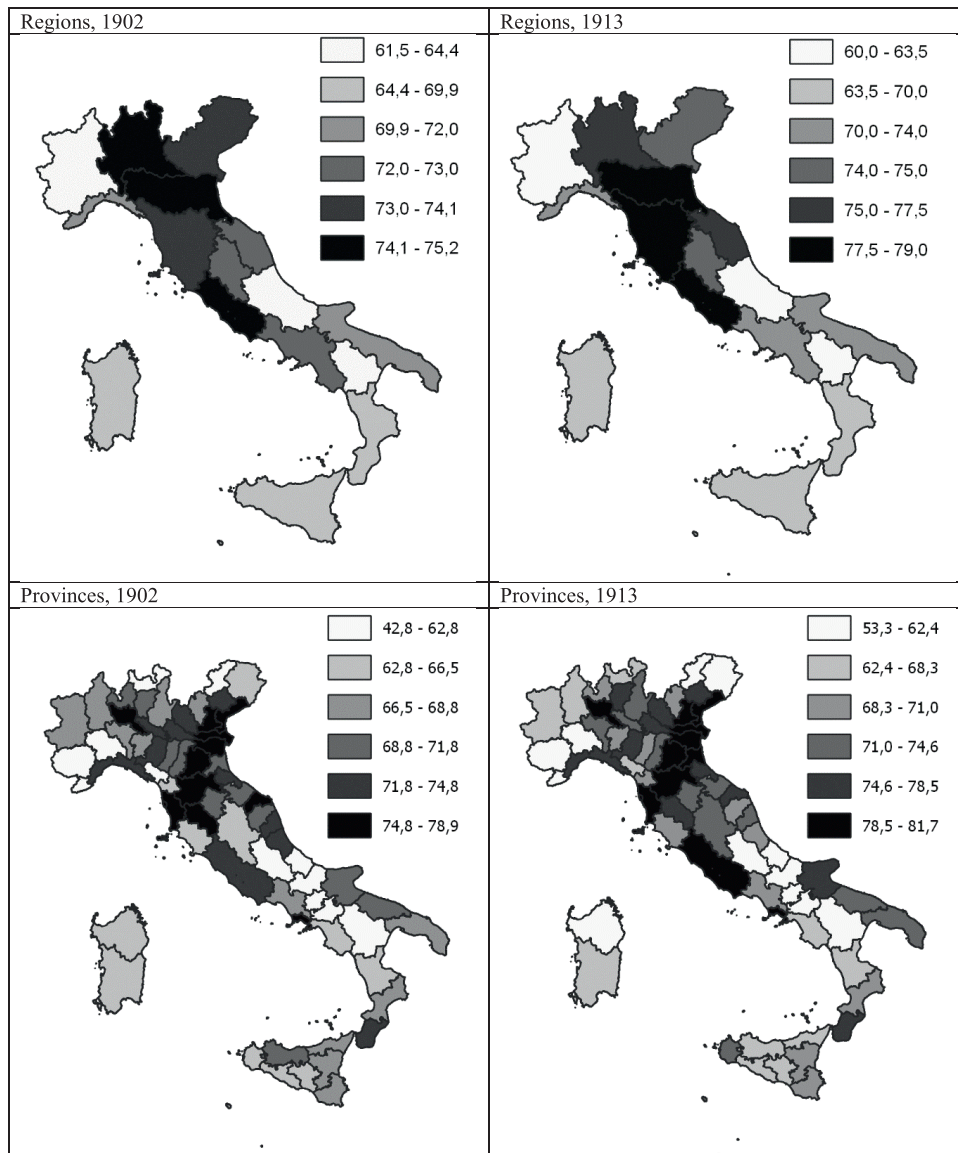 Regions, 1902
61,5 - 64,4
64,4 - 69,9
69,9 - 72,0
72,0 - 73,0
73,0 - 74,1
74,1 - 75,2
Regions, 1913
60,0 - 63,5
63,5 - 70,0
70,0 - 74,0
74,0 - 75,0
75,0 - 77,5
77,5 - 79,0
Provinces, 1902
42,8 - 62,8
62,8 - 66,5
66,5 - 68,8
68,8 - 71,8
71,8 - 74,8
74,8 - 78,9
Provinces, 1913
53,3 - 62,4
62,4 - 68,3
68,3 - 71,0
71,0 - 74,6
74,6 - 78,5
78,5 - 81,7